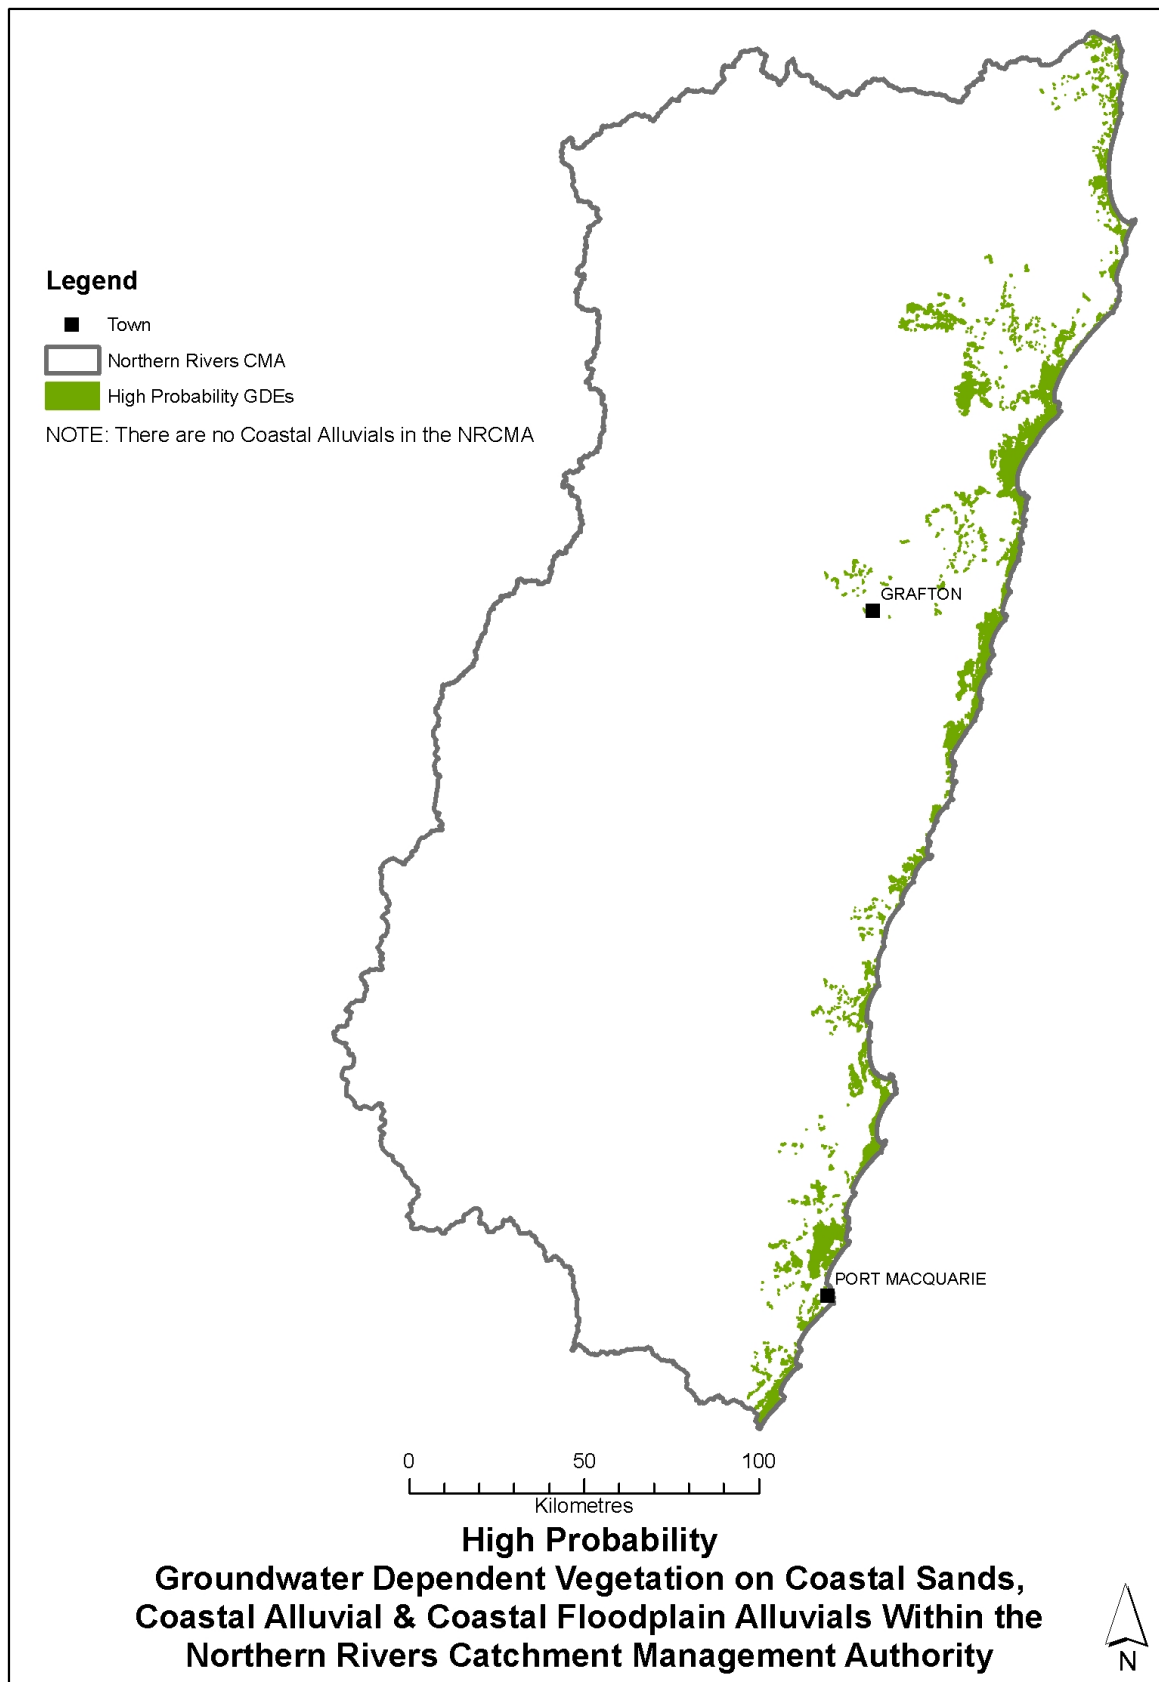 Legend
Town
Northern Rivers CMA
High Probability GDEs
NOTE: There are no Coastal Alluvials in the NRCMA
GRAFTON
PORT MACQUARIE
0 50 100
Kilometres
High Probability
Groundwater Dependent Vegetation on Coastal Sands,
Coastal Alluvial & Coastal Floodplain Alluvials Within the
Northern Rivers Catchment Management Authority
N